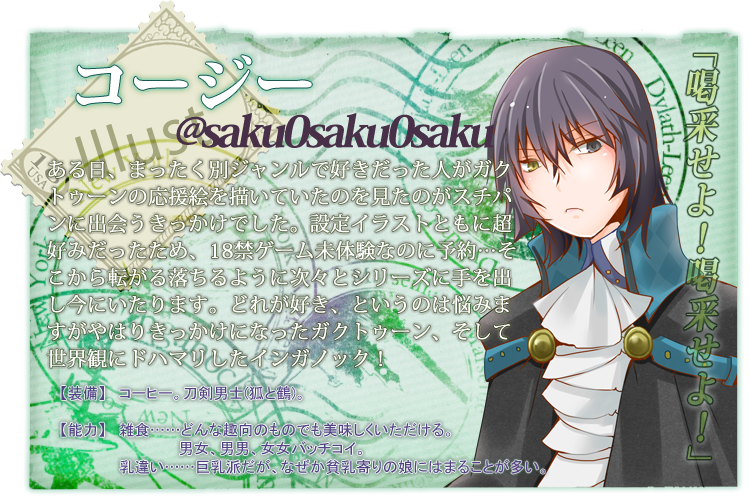 コージー
@saku0saku0saku
Illust
USA
ある日、まったく別ジャンルで好きだった人がガク
トゥーンの応援絵を描いていたのを見たのがスチパ
ンに出会うきっかけでした。設定イラストともに超
好みだったため、18禁ゲーム未体験なのに予約…そ
こから転がる落ちるように次々とシリーズに手を出
し今にいたります。どれが好き、というのは悩みま
すがやはりきっかけになったガクトゥーン、そして
世界観にドハマリしたインガノック！
【装備】 コーヒー。刀剣男士(狐と鶴)。
【能力】 雑食……どんな趣向のものでも美味しくいただける。
男女、男男、女女バッチコイ。
乳違い……巨乳派だが、なぜか貧乳寄りの娘にはまることが多い。
『喝采せよ！喝采せよ！』
Dylath-Leen
New York